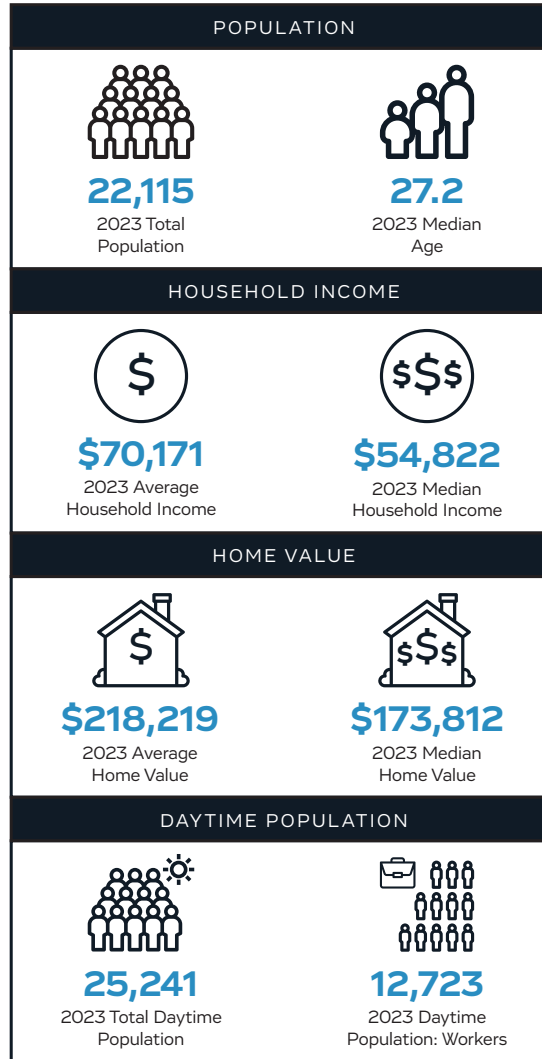 POPULATION
22,115
2023 Total
Population
27.2
2023 Median
Age
HOUSEHOLD INCOME
$
$70,171
2023 Average
Household Income
$$$
$54,822
2023 Median
Household Income
HOME VALUE
$
$218,219
2023 Average
Home Value
$$$
$173,812
2023 Median
Home Value
DAYTIME POPULATION
25,241
2023 Total Daytime
Population
12,723
2023 Daytime
Population: Workers